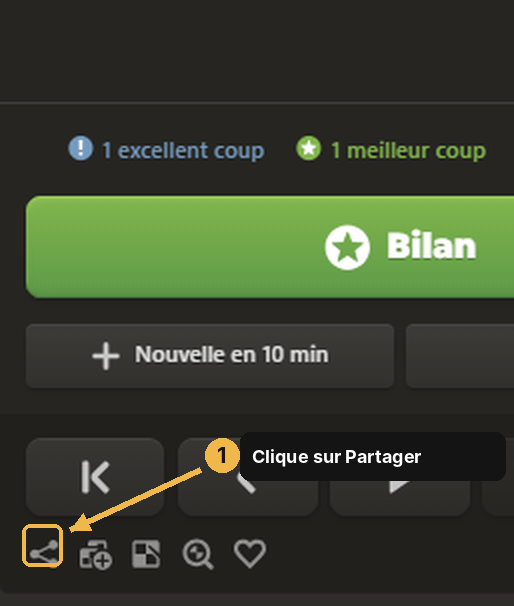 1 excellent coup
1 meilleur coup
Bilan
Nouvelle en 10 min
1
Clique sur Partager